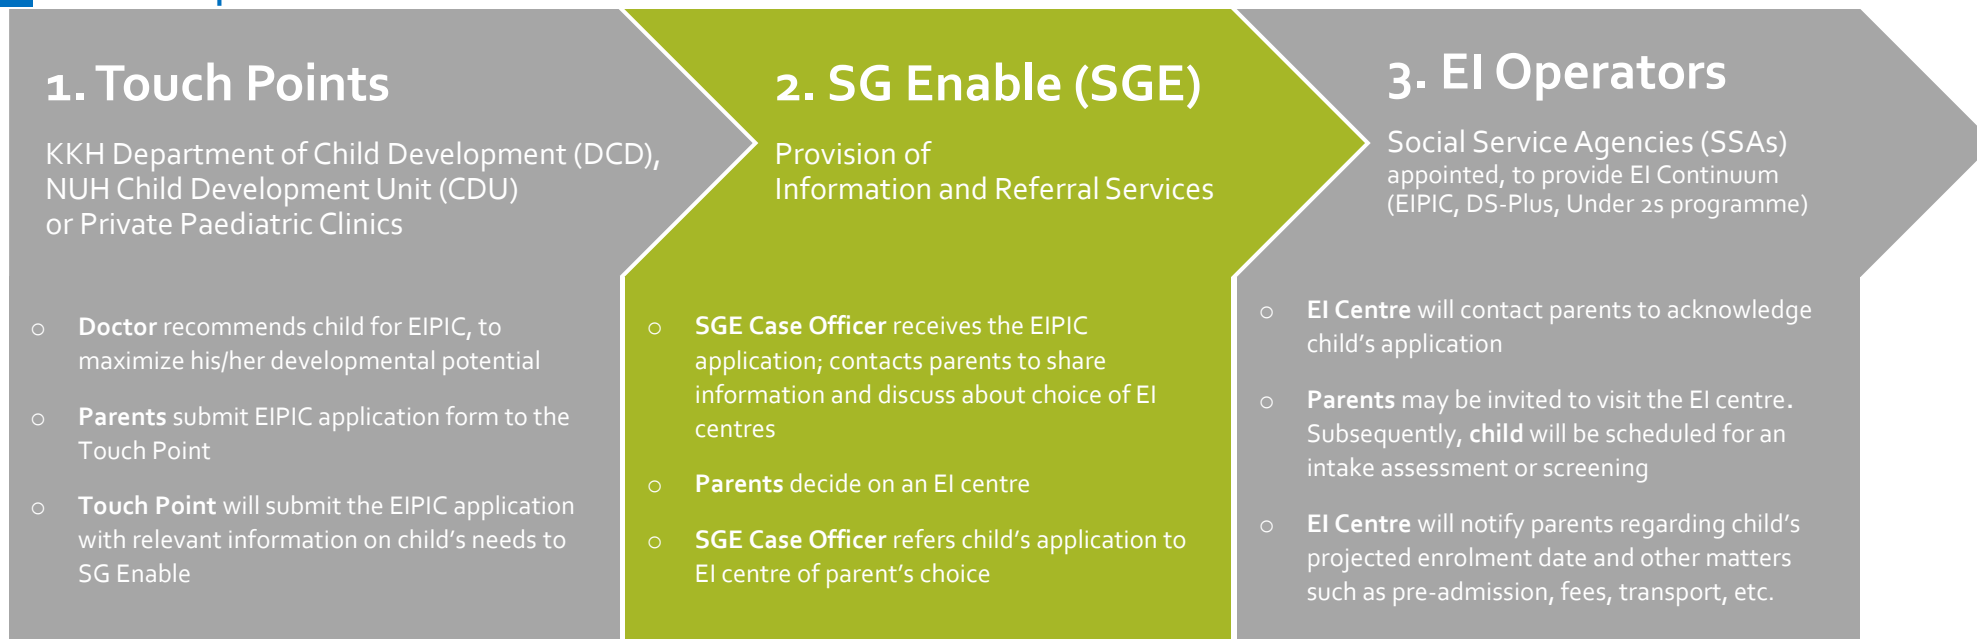 1. Touch Points
KKH Department of Child Development (DCD),
NUH Child Development Unit (CDU)
or Private Paediatric Clinics
o Doctor recommends child for EIPIC, to
maximize his/her developmental potential
o Parents submit EIPIC application form to the
Touch Point
o Touch Point will submit the EIPIC application
with relevant information on child's needs to
SG Enable
2. SG Enable (SGE)
Provision of
Information and Referral Services
o SGE Case Officer receives the EIPIC
application; contacts parents to share
information and discuss about choice of EI
centres
o Parents decide on an EI centre
o SGE Case Officer refers child's application to
EI centre of parent's choice
3. EI Operators
Social Service Agencies (SSAs)
appointed, to provide EI Continuum
(EIPIC, DS-Plus, Under 2s programme)
o EI Centre will contact parents to acknowledge
child's application
o Parents may be invited to visit the EI centre.
Subsequently, child will be scheduled for an
intake assessment or screening
o EI Centre will notify parents regarding child's
projected enrolment date and other matters
such as pre-admission, fees, transport, etc.